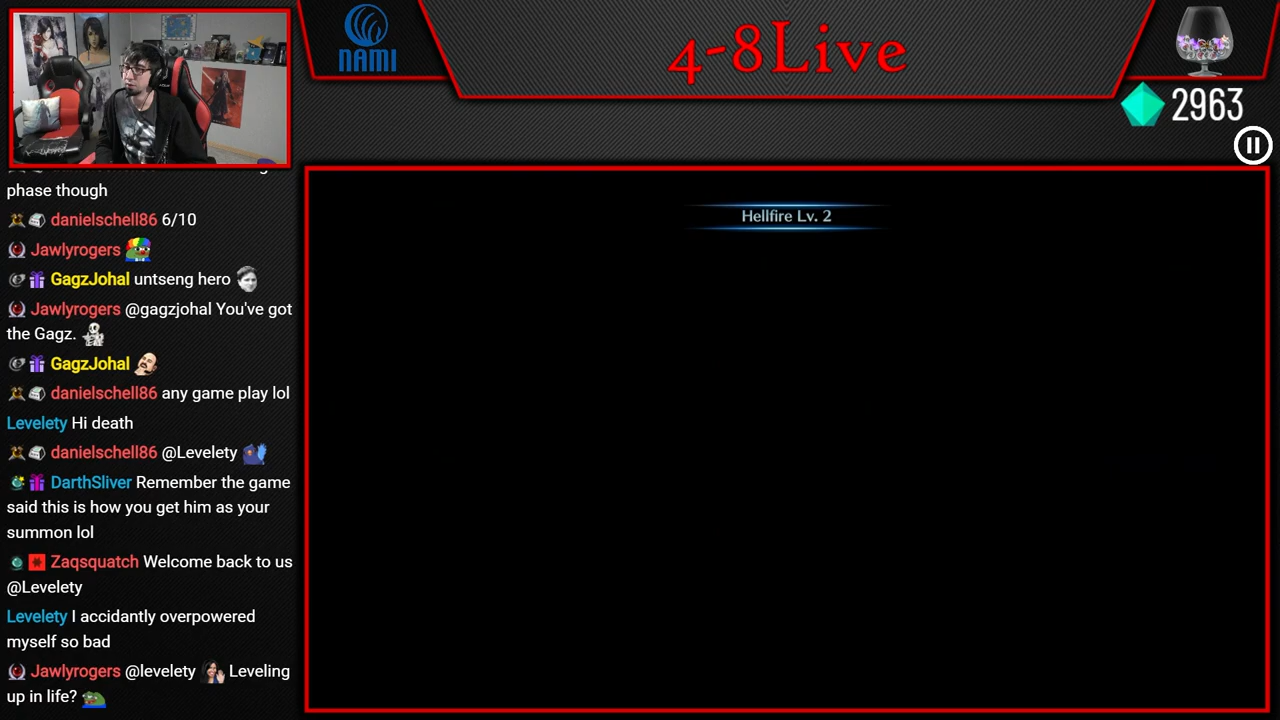 NAMI
4-8Live
2963
Hellfire Lv. 2
phase though
danielschell86 6/10
Jawlyrogers
GagzJohal untseng hero
Jawlyrogers @gagzjohal You've got
the Gagz.
GagzJohal
danielschell86 any game play lol
Levelety Hi death
danielschell86 @Levelety
DarthSliver Remember the game
said this is how you get him as your
summon lol
Zaqsquatch Welcome back to us
@Levelety
Levelety I accidantly overpowered
myself so bad
Jawlyrogers @levelety Leveling
up in life?